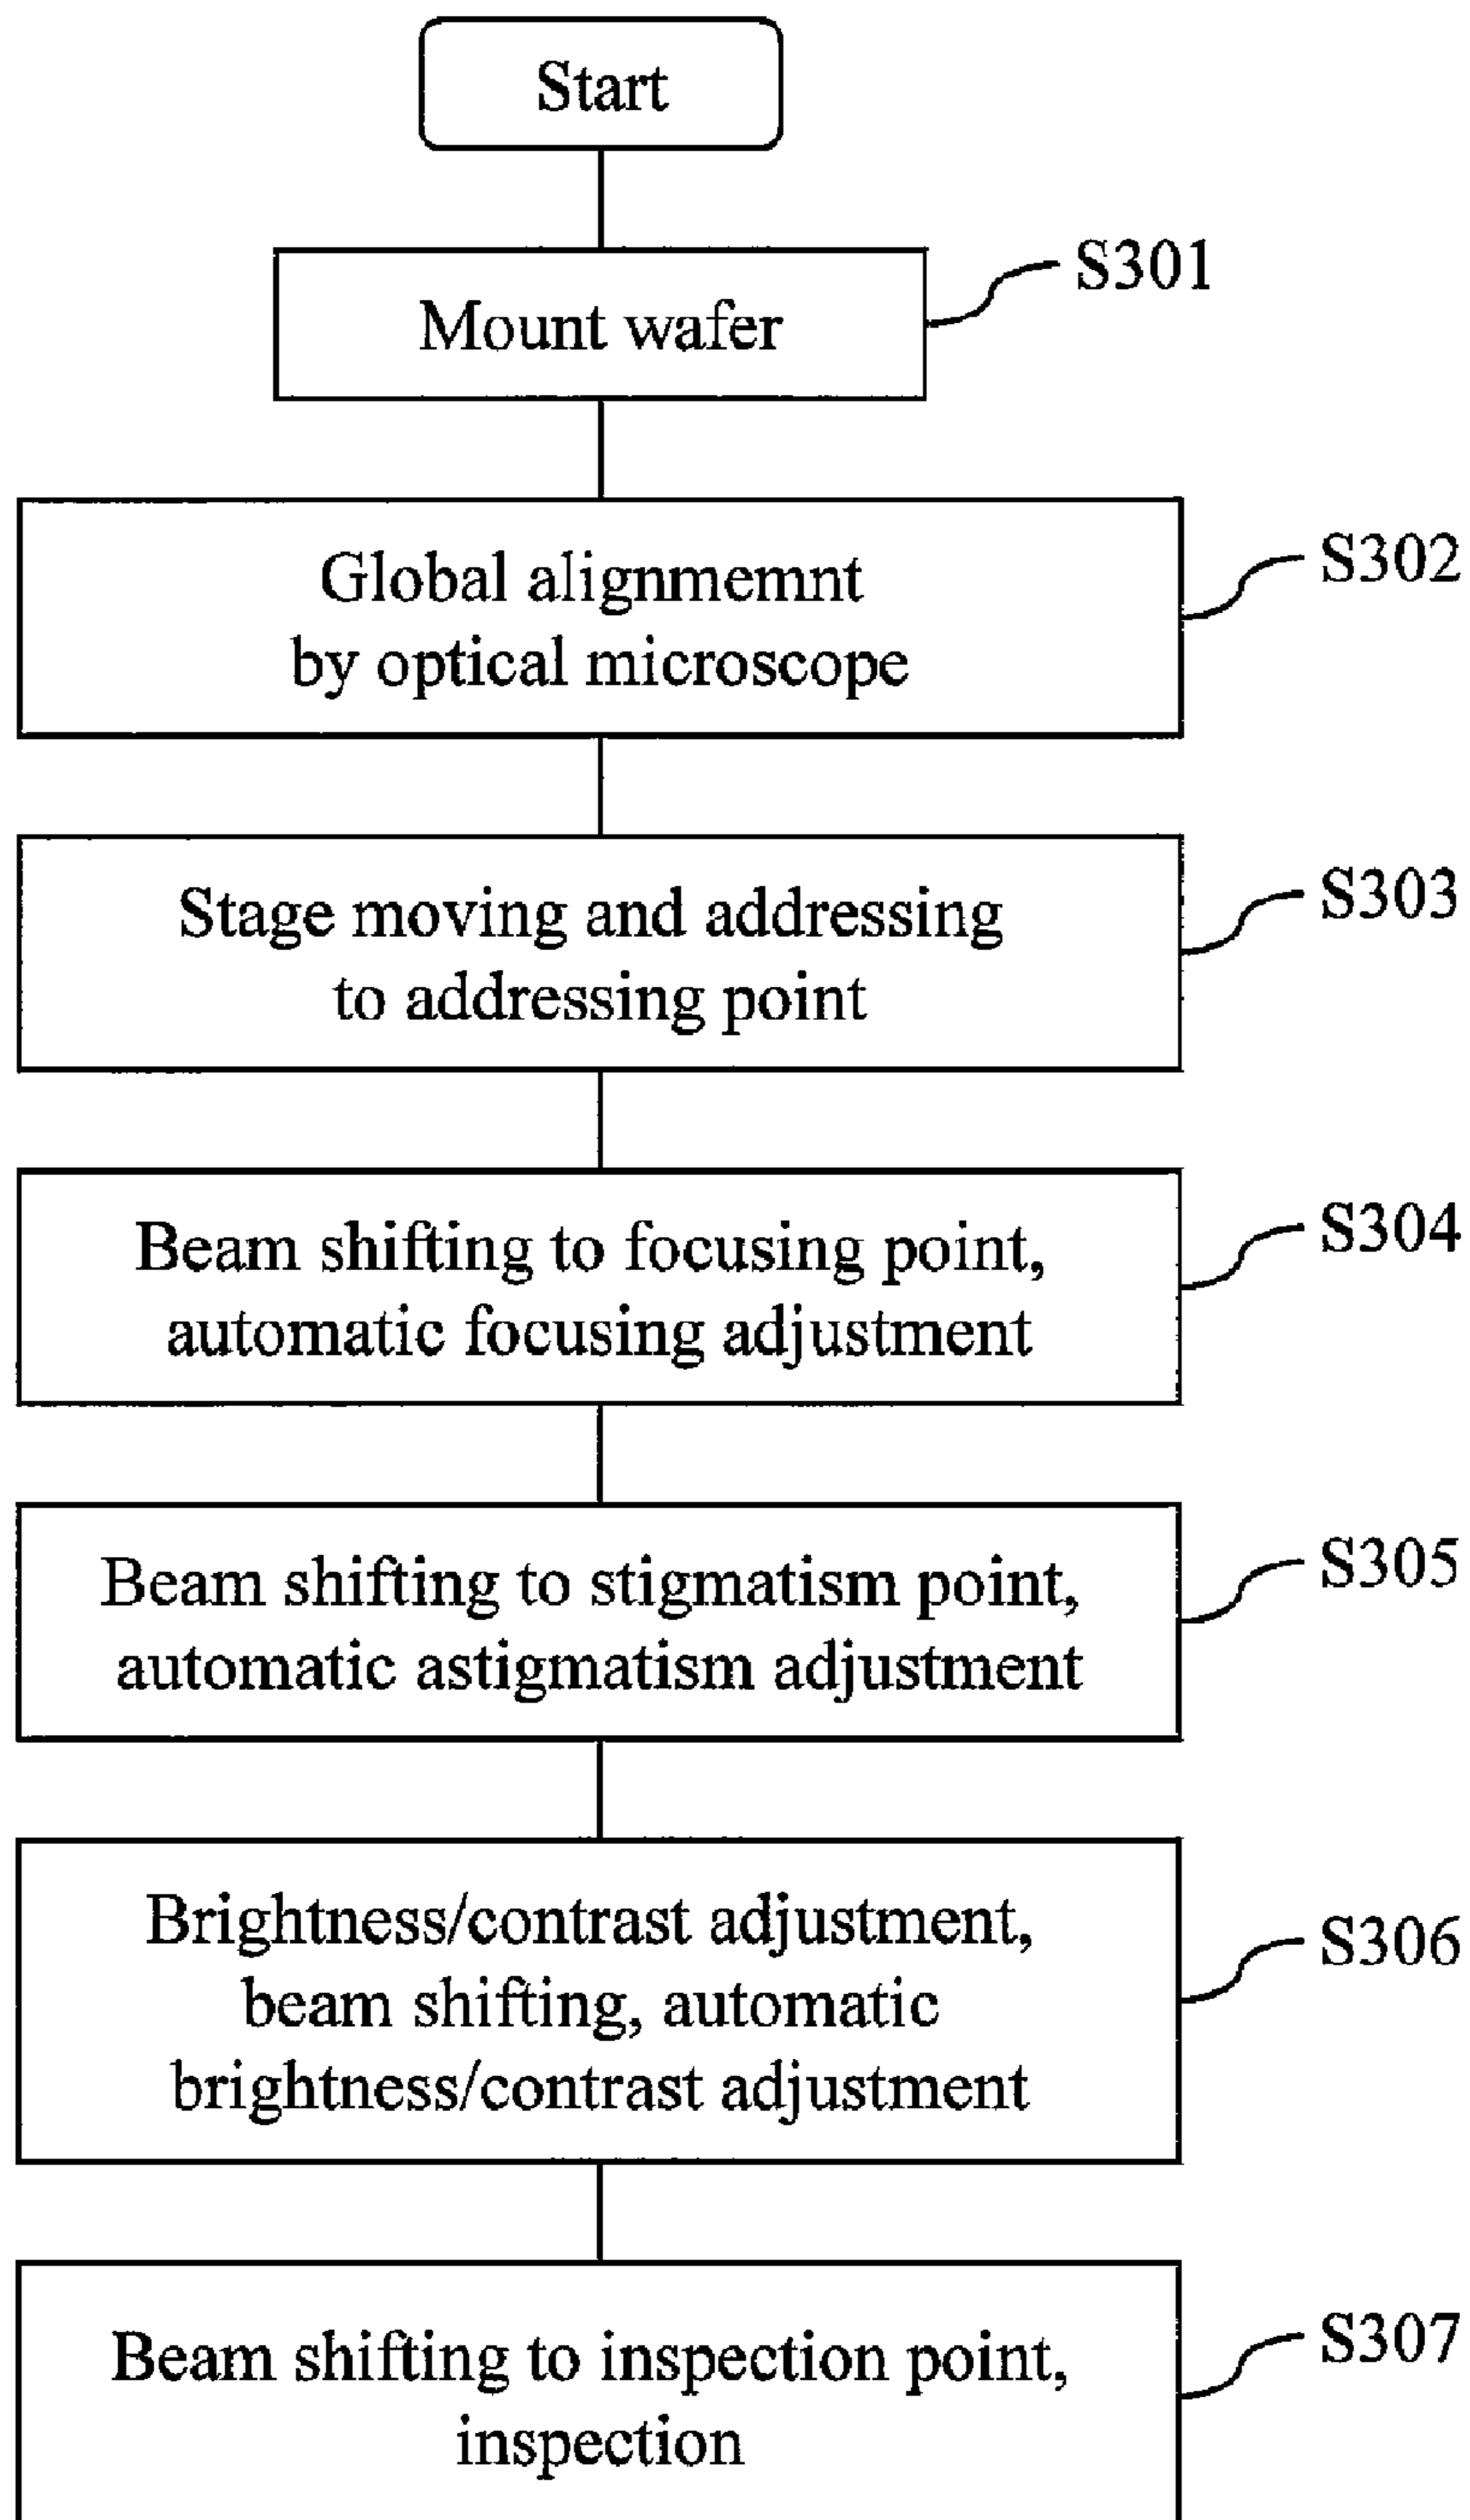 Start
Mount wafer
S301
Global alignmemnt
by optical microscope
S302
Stage moving and addressing
to addressing point
S303
Beam shifting to focusing point,
automatic focusing adjustment
S304
Beam shifting to stigmatism point,
automatic astigmatism adjustment
S305
Brightness/contrast adjustment,
beam shifting, automatic
brightness/contrast adjustment
S306
Beam shifting to inspection point,
inspection
S307